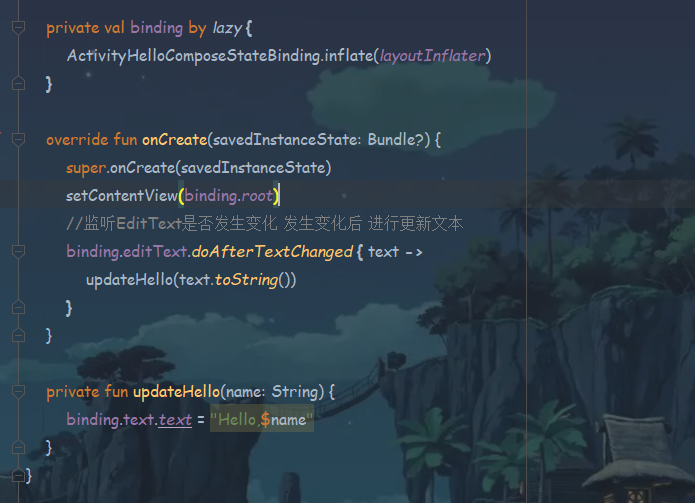 private val binding by lazy {
ActivityHelloComposeStateBinding.inflate(layoutInflater)
}
override fun onCreate(savedInstanceState: Bundle?) {
super.onCreate(savedInstanceState)
setContentView(binding.root)
//监听EditText是否发生变化 发生变化后 进行更新文本
binding.editText.doAfterTextChanged { text ->
updateHello(text.toString())
}
}
private fun updateHello(name: String) {
binding.text.text = "Hello,$name"
}
}